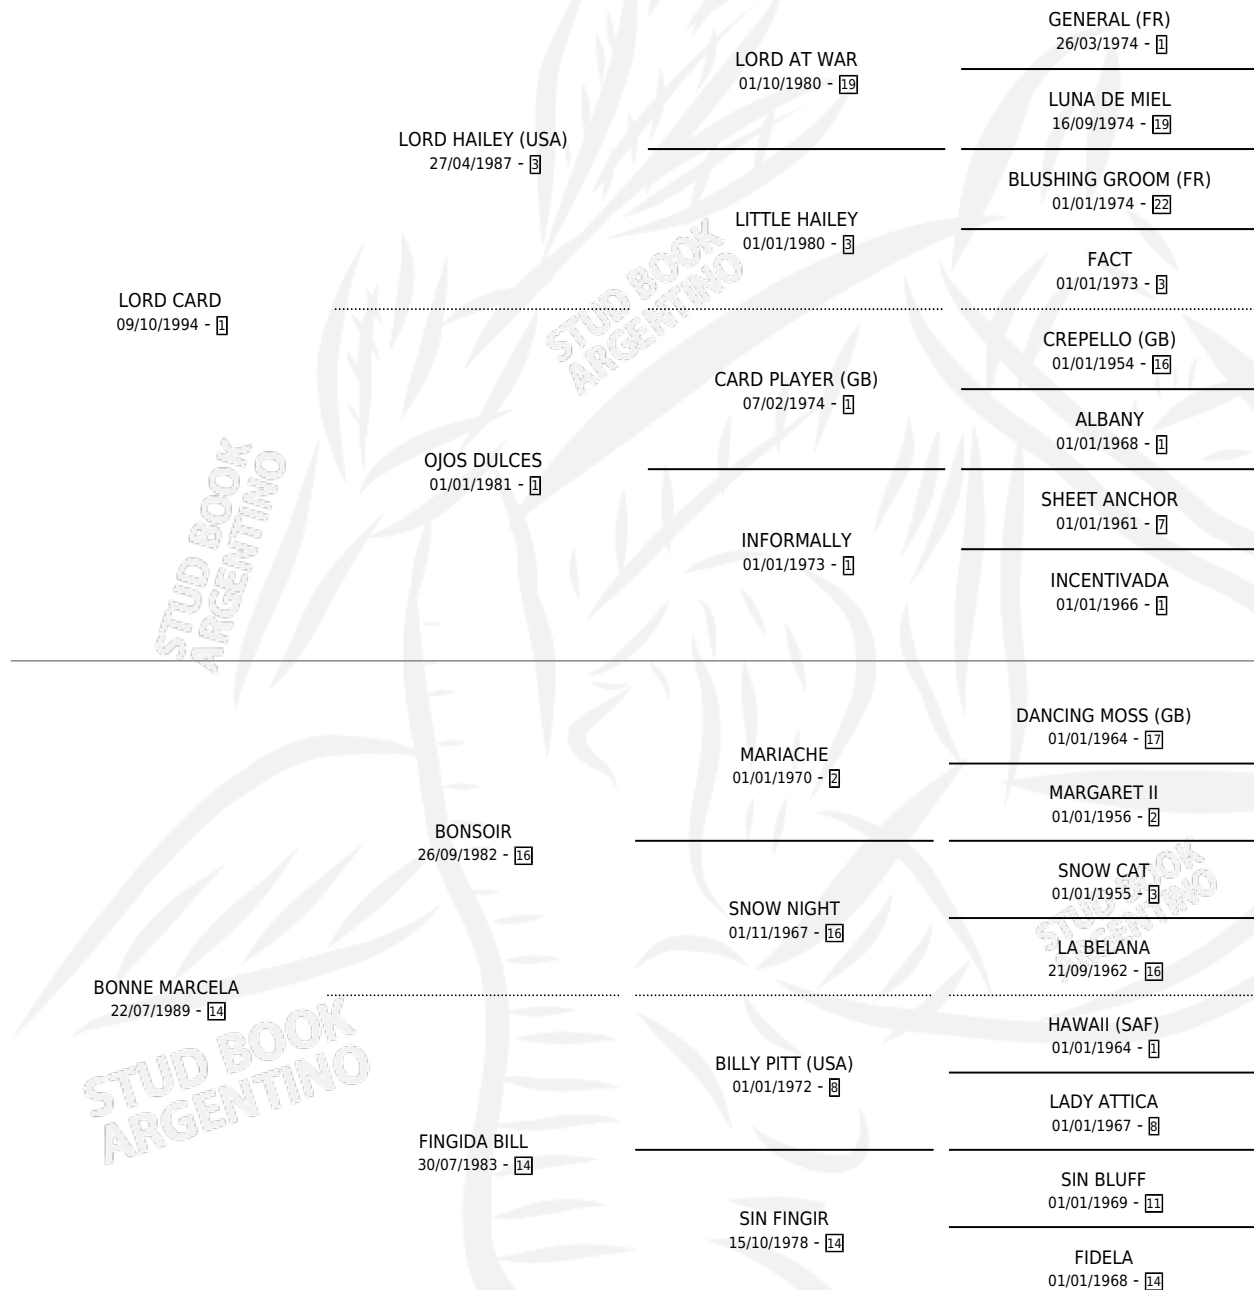 GENERAL (FR)
26/03/1974 - 1
LORD AT WAR
01/10/1980 - 19
LUNA DE MIEL
16/09/1974 - 19
LORD HAILEY (USA)
27/04/1987 - 3
BLUSHING GROOM (FR)
01/01/1974 - 22
LITTLE HAILEY
01/01/1980 - 3
FACT
01/01/1973 - 3
LORD CARD
09/10/1994 - 1
CREPELLO (GB)
01/01/1954 - 16
CARD PLAYER (GB)
07/02/1974 - 1
ALBANY
01/01/1968 - 1
OJOS DULCES
01/01/1981 - 1
SHEET ANCHOR
01/01/1961 - 7
INFORMALLY
01/01/1973 - 1
INCENTIVADA
01/01/1966 - 1
DANCING MOSS (GB)
01/01/1964 - 17
MARIACHE
01/01/1970 - 2
MARGARET II
01/01/1956 - 2
BONSOIR
26/09/1982 - 16
SNOW CAT
01/01/1955 - 3
SNOW NIGHT
01/11/1967 - 16
LA BELANA
21/09/1962 - 16
BONNE MARCELA
22/07/1989 - 14
HAWAII (SAF)
01/01/1964 - 1
BILLY PITT (USA)
01/01/1972 - 8
LADY ATTICA
01/01/1967 - 8
FINGIDA BILL
30/07/1983 - 14
SIN BLUFF
01/01/1969 - 11
SIN FINGIR
15/10/1978 - 14
FIDELA
01/01/1968 - 14
STUD BOOK
ARGENTINO
STUD BOOK
ARGENTINO
STUD BOOK
ARGENTINO
STUD BOOK
ARGENTINO